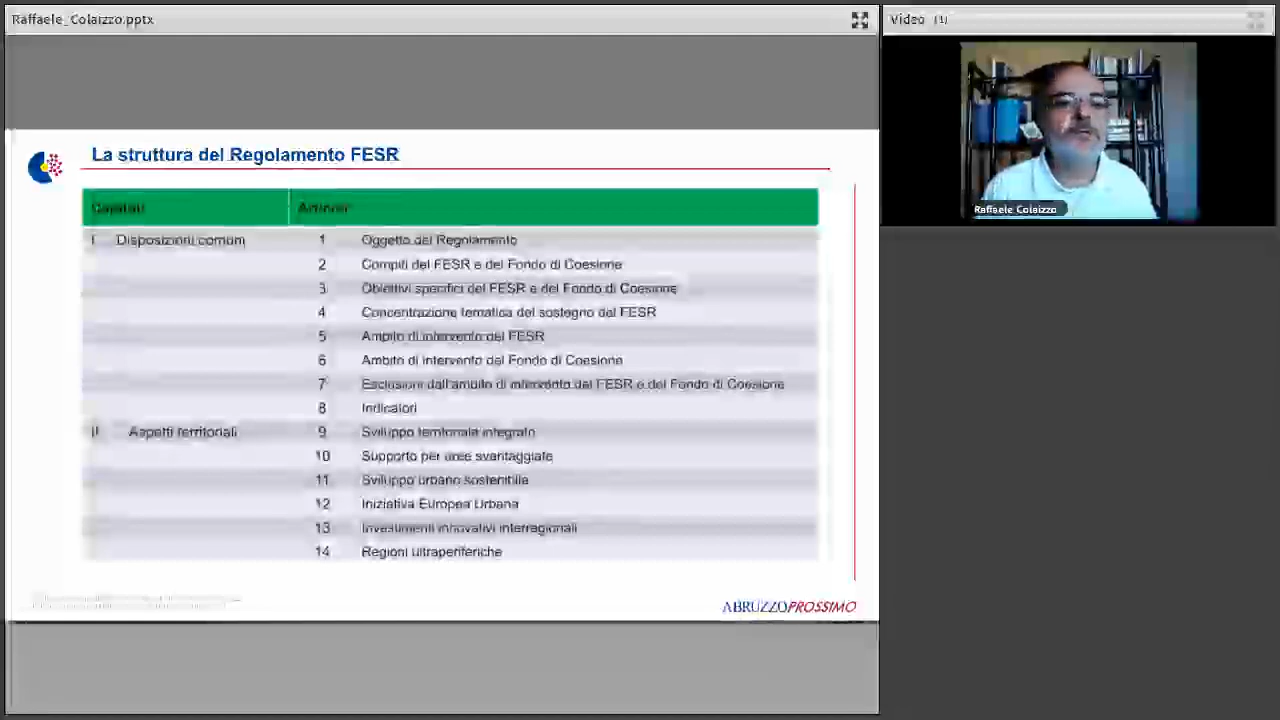 Raffaele_Colaizzo.pptx
Video (1)
La struttura del Regolamento FESR
Capitoli Articoli
I Disposizioni comuni 1 Oggetto del Regolamento
2 Compiti del FESR e del Fondo di Coesione
3 Obiettivi specifici del FESR e del Fondo di Coesione
4 Concentrazione tematica del sostegno del FESR
5 Ambito di intervento del FESR
6 Ambito di intervento del Fondo di Coesione
7 Esclusioni dall'ambito di intervento del FESR e del Fondo di Coesione
8 Indicatori
II Aspetti territoriali 9 Sviluppo territoriale integrato
10 Supporto per aree svantaggiate
11 Sviluppo urbano sostenibile
12 Iniziativa Europea Urbana
13 Investimenti innovativi interregionali
14 Regioni ultraperiferiche
ABRUZZOPROSSIMO
Raffaele Colaizzo